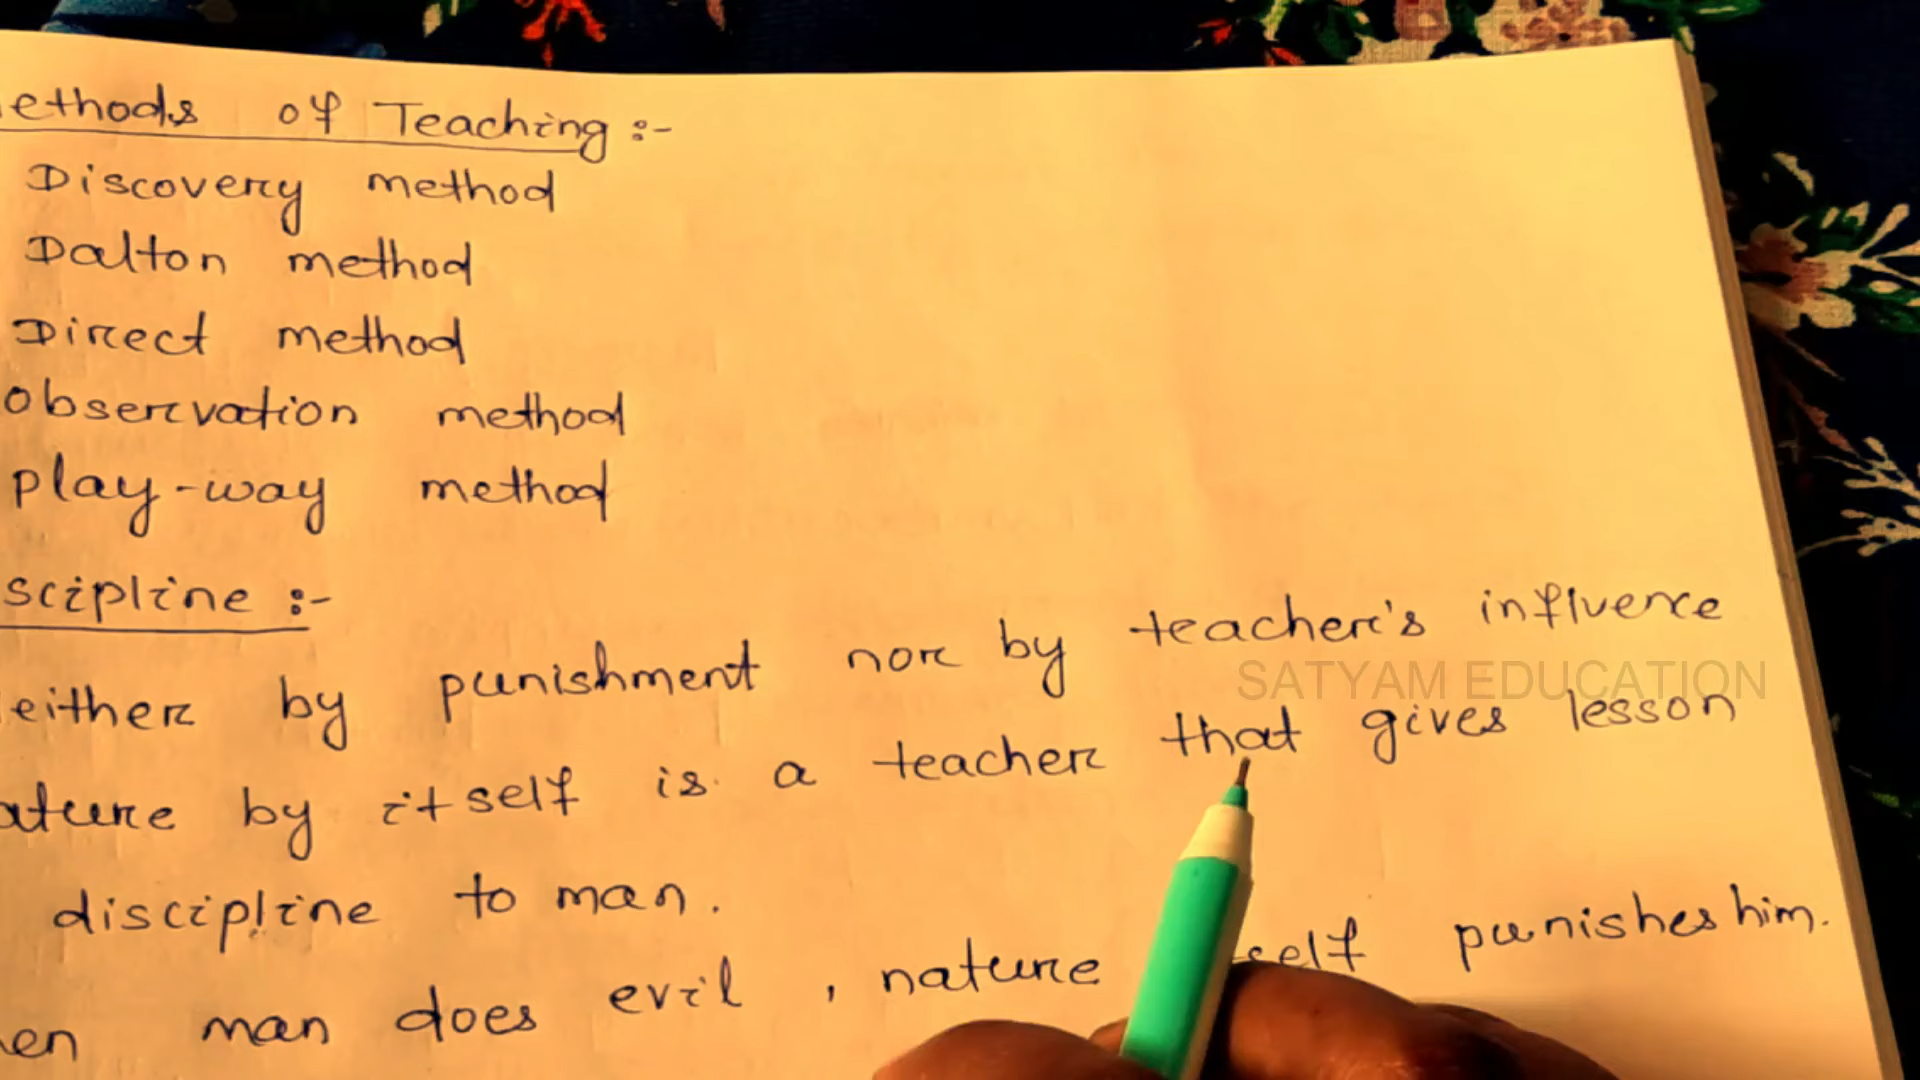 ethods of Teaching :-
Discovery method
Dalton method
Direct method
observation method
play-way method
scipline :-
either by punishment nor by teacher's influence
SATYAM EDUCATION
ature by itself is a teacher that gives lesson
discipline to man.
en man does evil, nature self punishes him.